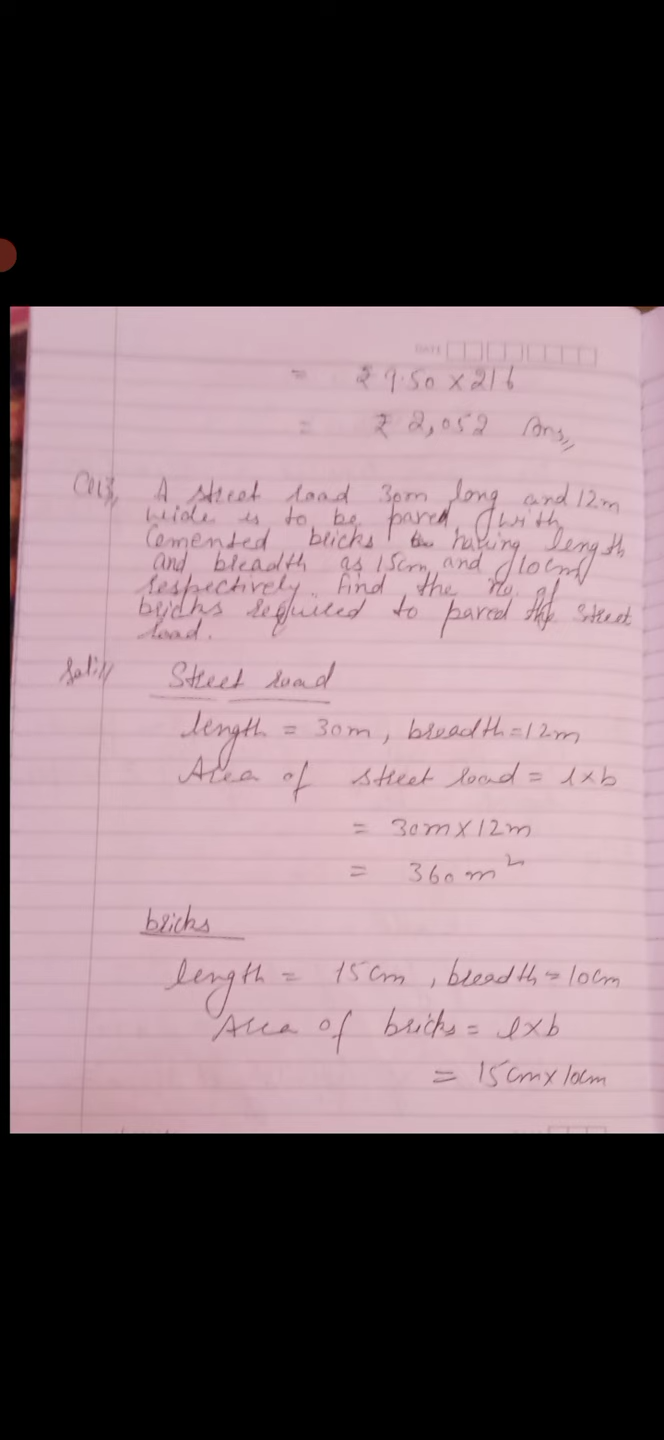 DATE
= ₹ 9.50 × 216
= ₹ 2,052 Ans,,
Q13, A street road 30m long and 12m
wide is to be paved with
Cemented bricks having length
and breadth as 15cm and 10cm
respectively. Find the no. of
bricks required to paved the street
road.
Sol:// Street road
length = 30m, breadth = 12m
Area of street road = l×b
= 30m × 12m
= 360 m²
bricks
length = 15cm, breadth = 10cm
Area of bricks = l×b
= 15cm × 10cm